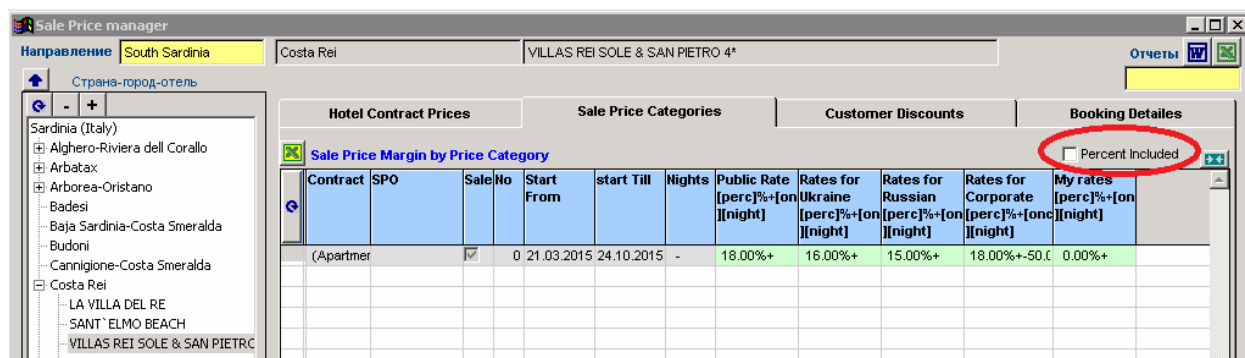 Sale Price manager
Направление South Sardinia Costa Rei VILLAS REI SOLE & SAN PIETRO 4* Отчеты
Страна-город-отель
- +
Hotel Contract Prices Sale Price Categories Customer Discounts Booking Detailes
Sale Price Margin by Price Category Percent Included
Contract SPO Sale No Start From start Till Nights Public Rate [perc]%+[on ][night] Rates for Ukraine [perc]%+[on ][night] Rates for Russian [perc]%+[on ][night] Rates for Corporate [perc]%+[onc ][night] My rates [perc]%+[on ][night]
(Apartmer 0 21.03.2015 24.10.2015 - 18.00%+ 16.00%+ 15.00%+ 18.00%+-50.0 0.00%+
Sardinia (Italy)
Alghero-Riviera dell Corallo
Arbatax
Arborea-Oristano
Badesi
Baja Sardinia-Costa Smeralda
Budoni
Cannigione-Costa Smeralda
Costa Rei
LA VILLA DEL RE
SANT`ELMO BEACH
VILLAS REI SOLE & SAN PIETRO